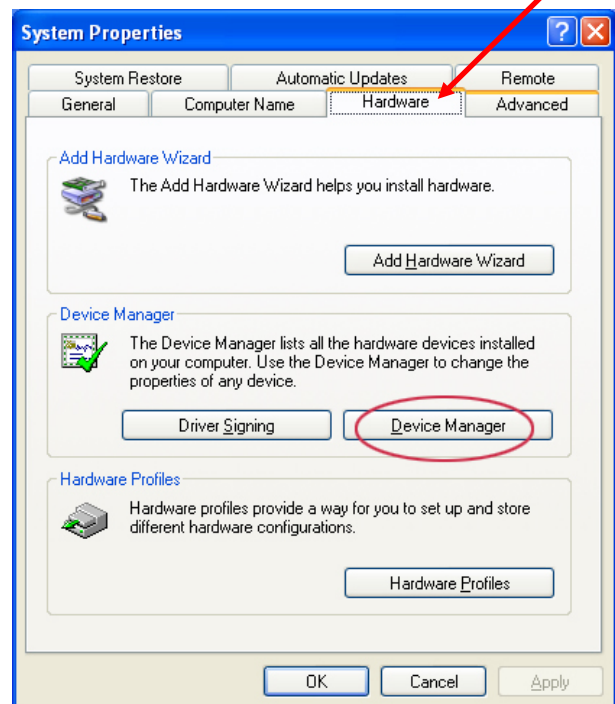 System Properties
System Restore Automatic Updates Remote
General Computer Name Hardware Advanced
Add Hardware Wizard
The Add Hardware Wizard helps you install hardware.
Add Hardware Wizard
Device Manager
The Device Manager lists all the hardware devices installed
on your computer. Use the Device Manager to change the
properties of any device.
Driver Signing Device Manager
Hardware Profiles
Hardware profiles provide a way for you to set up and store
different hardware configurations.
Hardware Profiles
OK Cancel Apply